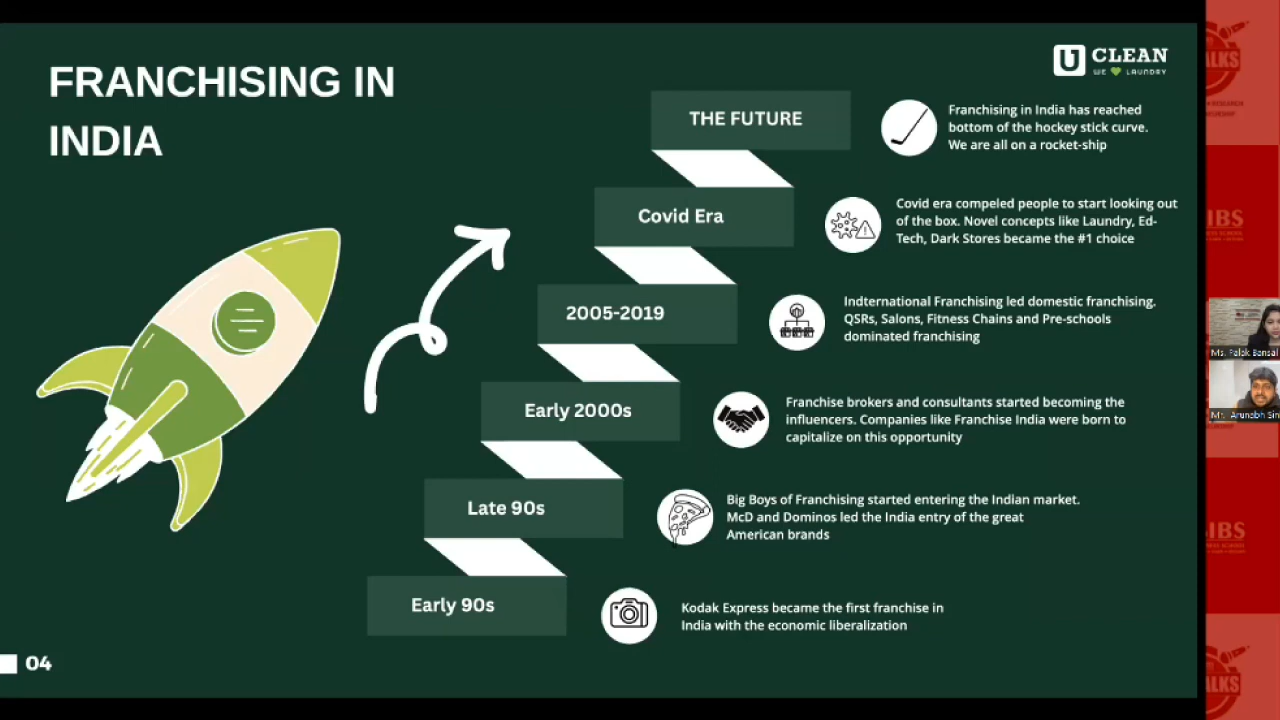 FRANCHISING IN
INDIA
U CLEAN
WE LAUNDRY
THE FUTURE
Franchising in India has reached
bottom of the hockey stick curve.
We are all on a rocket-ship
Covid Era
Covid era compeled people to start looking out
of the box. Novel concepts like Laundry, Ed-
Tech, Dark Stores became the #1 choice
2005-2019
Indternational Franchising led domestic franchising.
QSRs, Salons, Fitness Chains and Pre-schools
dominated franchising
Early 2000s
Franchise brokers and consultants started becoming the
influencers. Companies like Franchise India were born to
capitalize on this opportunity
Late 90s
Big Boys of Franchising started entering the Indian market.
McD and Dominos led the India entry of the great
American brands
Early 90s
Kodak Express became the first franchise in
India with the economic liberalization
04
ALKS
IBS
Ms. Palak Bansal
Mr. Arunabh Sin
IBS
ALKS